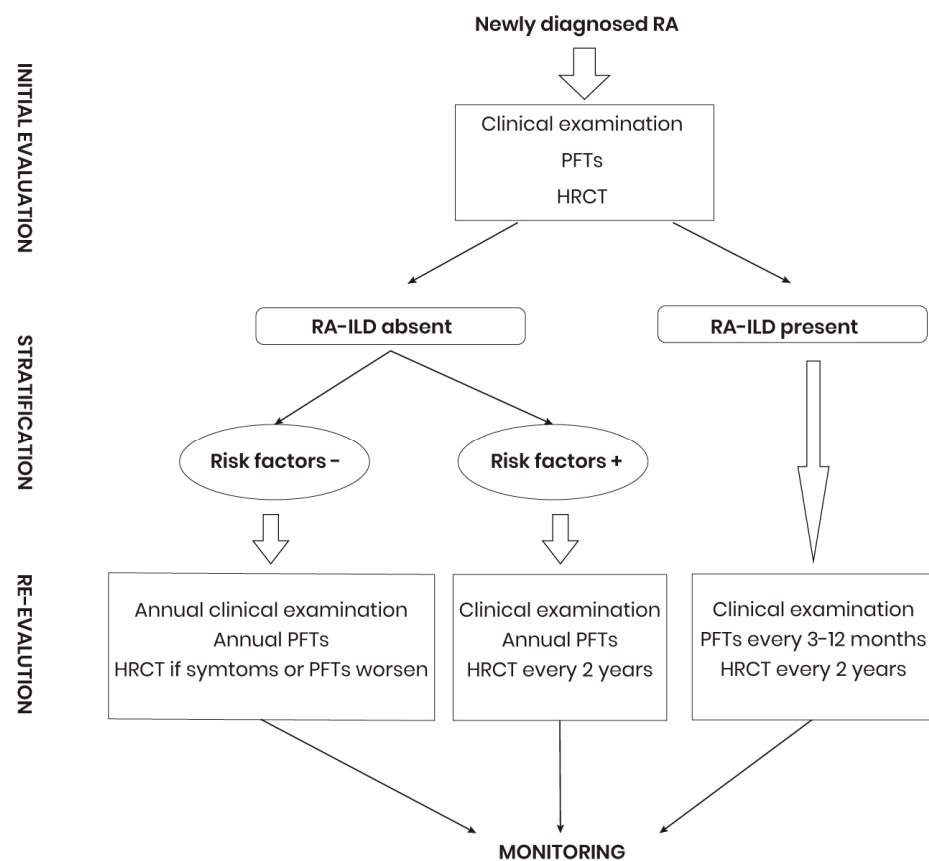 Newly diagnosed RA
INITIAL EVALUATION
Clinical examination
PFTs
HRCT
STRATIFICATION
RA-ILD absent
RA-ILD present
Risk factors -
Risk factors +
RE-EVALUTION
Annual clinical examination
Annual PFTs
HRCT if symtoms or PFTs worsen
Clinical examination
Annual PFTs
HRCT every 2 years
Clinical examination
PFTs every 3-12 months
HRCT every 2 years
MONITORING